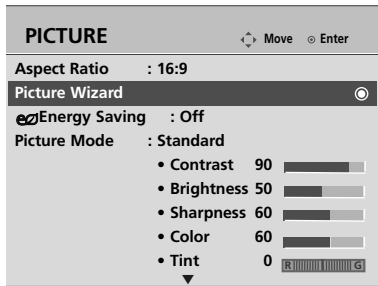 PICTURE Move Enter
Aspect Ratio : 16:9
Picture Wizard
Energy Saving : Off
Picture Mode : Standard
• Contrast 90
• Brightness 50
• Sharpness 60
• Color 60
• Tint 0 R G